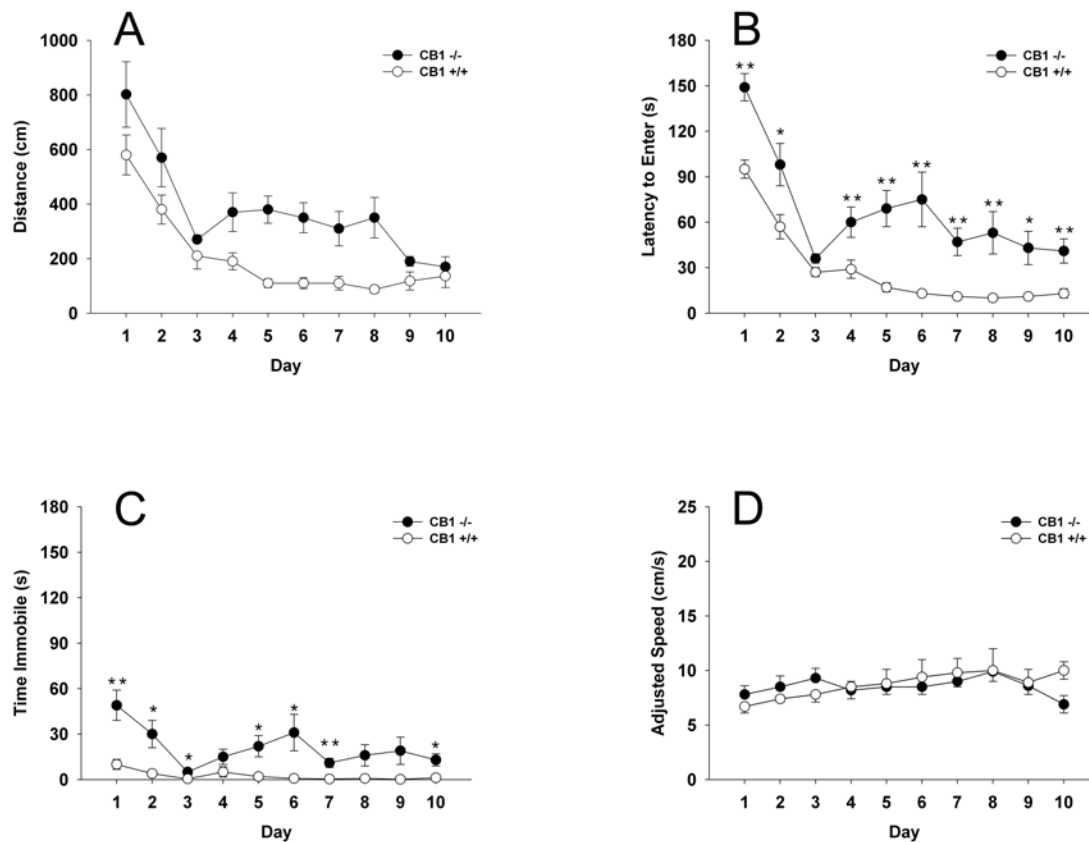 A
1000
800
600
400
200
0
Distance (cm)
CB1 -/-
CB1 +/+
1 2 3 4 5 6 7 8 9 10
Day
B
180
150
120
90
60
30
0
Latency to Enter (s)
CB1 -/-
CB1 +/+
** * ** ** ** ** ** * **
1 2 3 4 5 6 7 8 9 10
Day
C
180
150
120
90
60
30
0
Time Immobile (s)
CB1 -/-
CB1 +/+
** * * * * ** *
1 2 3 4 5 6 7 8 9 10
Day
D
25
20
15
10
5
0
Adjusted Speed (cm/s)
CB1 -/-
CB1 +/+
1 2 3 4 5 6 7 8 9 10
Day